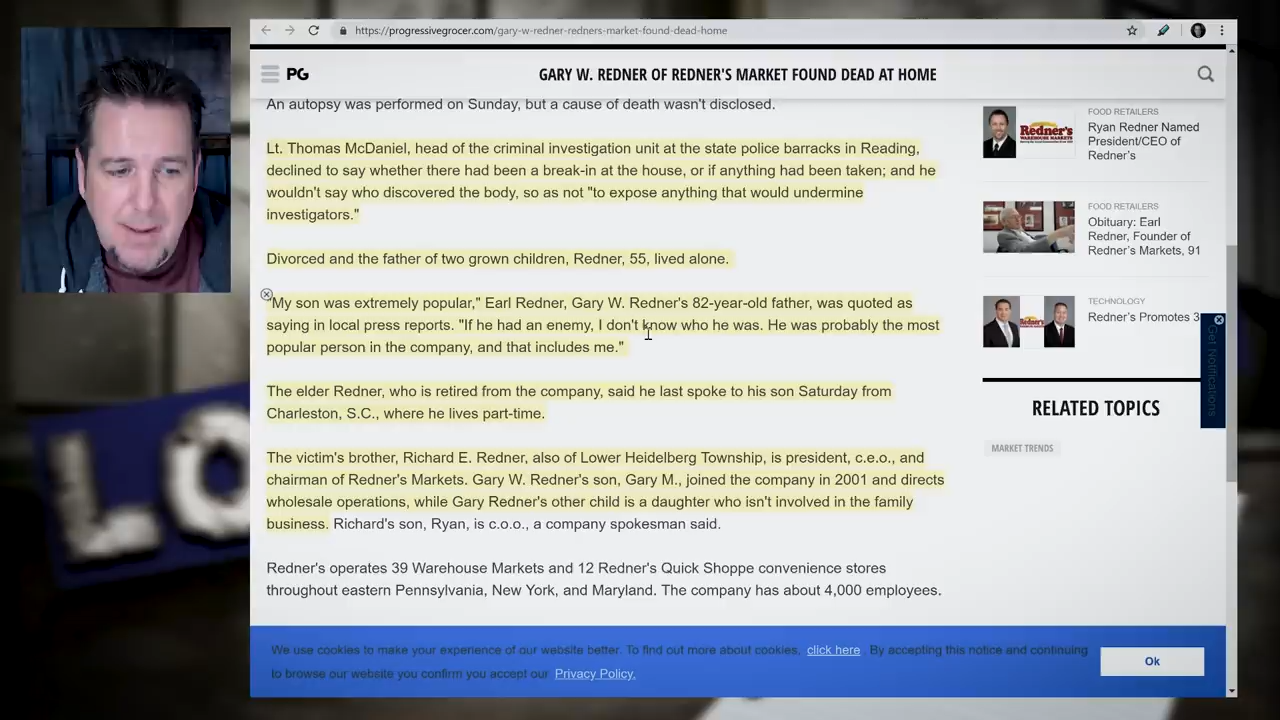 https://progressivegrocer.com/gary-w-redner-redners-market-found-dead-home
PG
GARY W. REDNER OF REDNER'S MARKET FOUND DEAD AT HOME
An autopsy was performed on Sunday, but a cause of death wasn't disclosed.
Lt. Thomas McDaniel, head of the criminal investigation unit at the state police barracks in Reading,
declined to say whether there had been a break-in at the house, or if anything had been taken; and he
wouldn't say who discovered the body, so as not "to expose anything that would undermine
investigators."
Divorced and the father of two grown children, Redner, 55, lived alone.
"My son was extremely popular," Earl Redner, Gary W. Redner's 82-year-old father, was quoted as
saying in local press reports. "If he had an enemy, I don't know who he was. He was probably the most
popular person in the company, and that includes me."
The elder Redner, who is retired from the company, said he last spoke to his son Saturday from
Charleston, S.C., where he lives part-time.
The victim's brother, Richard E. Redner, also of Lower Heidelberg Township, is president, c.e.o., and
chairman of Redner's Markets. Gary W. Redner's son, Gary M., joined the company in 2001 and directs
wholesale operations, while Gary Redner's other child is a daughter who isn't involved in the family
business. Richard's son, Ryan, is c.o.o., a company spokesman said.
Redner's operates 39 Warehouse Markets and 12 Redner's Quick Shoppe convenience stores
throughout eastern Pennsylvania, New York, and Maryland. The company has about 4,000 employees.
FOOD RETAILERS
Ryan Redner Named
President/CEO of
Redner's
Redner's
FOOD RETAILERS
Obituary: Earl
Redner, Founder of
Redner's Markets, 91
TECHNOLOGY
Redner's Promotes 3
Get Notifications
RELATED TOPICS
MARKET TRENDS
We use cookies to make your experience of our website better. To find out more about cookies, click here. By accepting this notice and continuing
to browse our website you confirm you accept our Privacy Policy.
Ok
LO